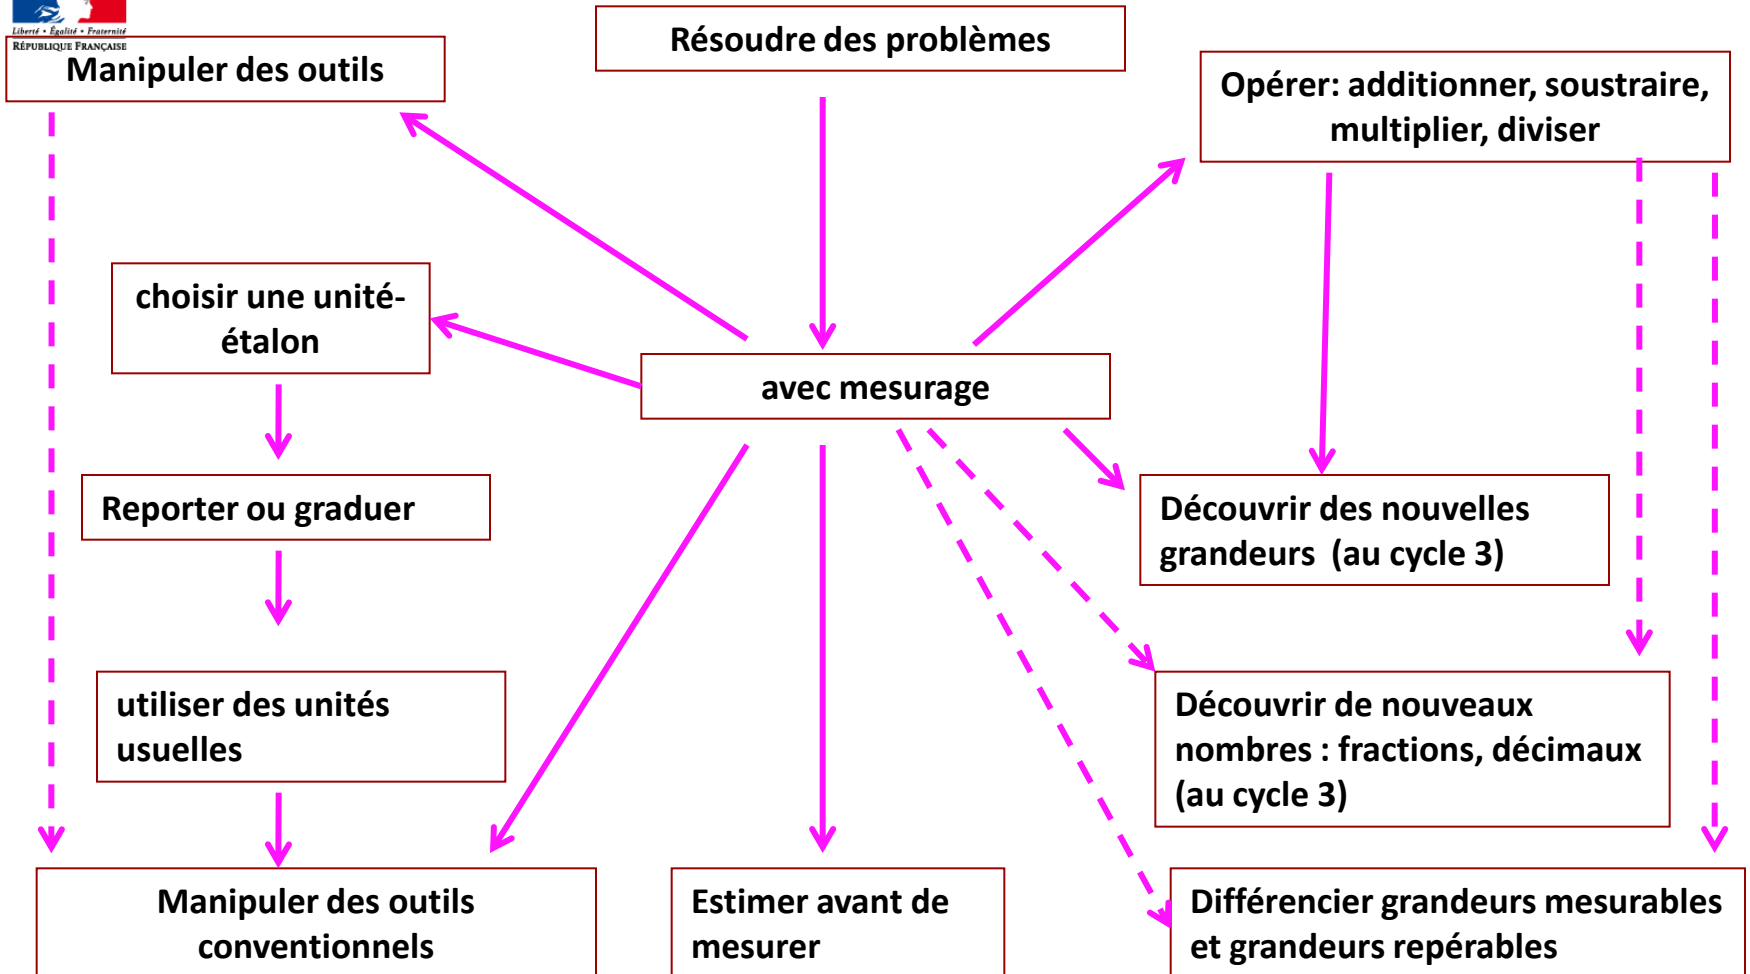 Liberté • Égalité • Fraternité
RÉPUBLIQUE FRANÇAISE
Manipuler des outils
Résoudre des problèmes
Opérer: additionner, soustraire,
multiplier, diviser
choisir une unité-
étalon
avec mesurage
Reporter ou graduer
Découvrir des nouvelles
grandeurs (au cycle 3)
utiliser des unités
usuelles
Découvrir de nouveaux
nombres : fractions, décimaux
(au cycle 3)
Manipuler des outils
conventionnels
Estimer avant de
mesurer
Différencier grandeurs mesurables
et grandeurs repérables